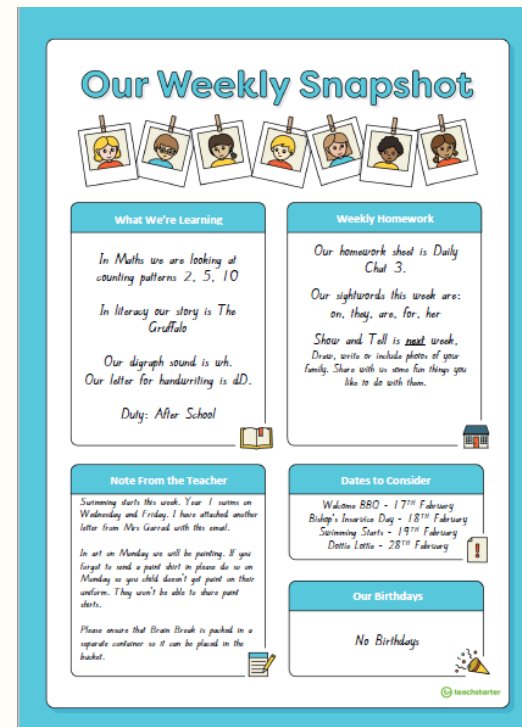 Our Weekly Snapshot
What We're Learning
In Maths we are looking at
counting patterns 2, 5, 10
In literacy our story is The
Gruffalo
Our digraph sound is wh.
Our letter for handwriting is dD.
Duty: After School
Weekly Homework
Our homework sheet is Daily
Chat 3.
Our sightwords this week are:
on, they, are, for, her
Show and Tell is next week,
Draw, write or include photos of your
family. Share with us some fun things you
like to do with them.
Note From the Teacher
Swimming starts this week. Year 1 swims on
Wednesday and Friday. I have attached another
letter from Mrs Garrad with this email.
In art on Monday we will be painting. If you
forgot to send a paint shirt in please do so on
Monday so you child doesn't get paint on their
uniform. They won't be able to share paint
shirts.
Please ensure that Brain Break is packed in a
separate container so it can be placed in the
bucket.
Dates to Consider
Welcome BBQ - 17TH February
Bishop's Inservice Day - 18TH February
Swimming Starts - 19TH February
Dottie Lottie - 28TH February
Our Birthdays
No Birthdays
teachstarter